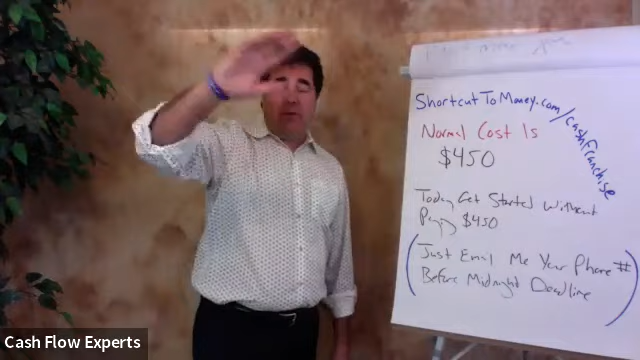 ShortcutToMoney.com/cashfranchise
Normal Cost Is
$450
Today Get Started Without
Paying $450
(Just Email Me Your Phone #
Before Midnight Deadline)
Cash Flow Experts